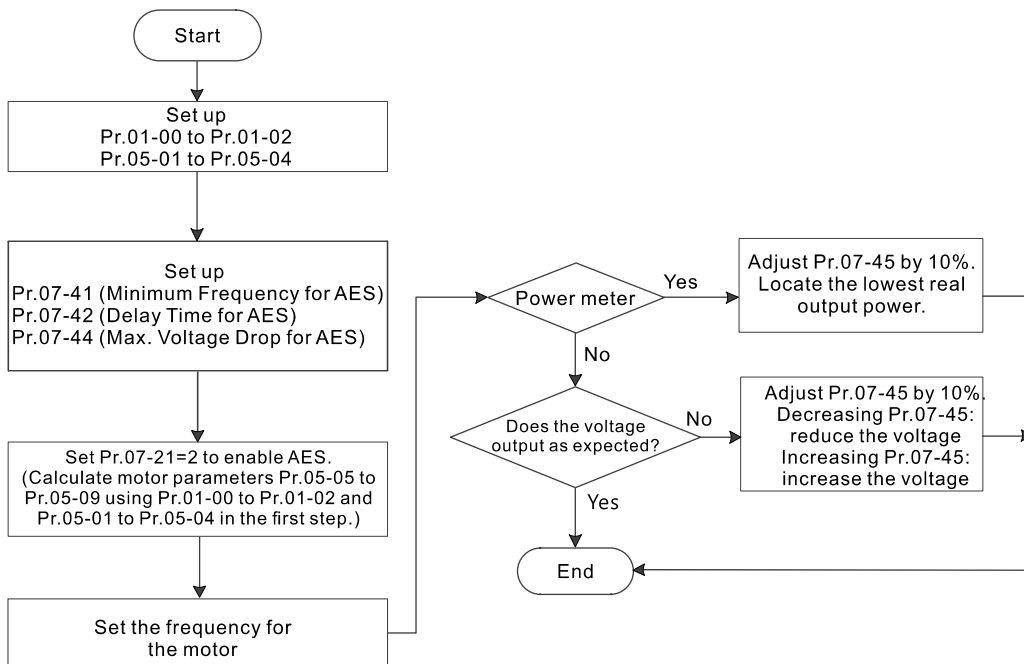 Start
Set up
Pr.01-00 to Pr.01-02
Pr.05-01 to Pr.05-04
Set up
Pr.07-41 (Minimum Frequency for AES)
Pr.07-42 (Delay Time for AES)
Pr.07-44 (Max. Voltage Drop for AES)
Set Pr.07-21=2 to enable AES.
(Calculate motor parameters Pr.05-05 to
Pr.05-09 using Pr.01-00 to Pr.01-02 and
Pr.05-01 to Pr.05-04 in the first step.)
Set the frequency for
the motor
Power meter
Yes
Adjust Pr.07-45 by 10%.
Locate the lowest real
output power.
No
Does the voltage
output as expected?
No
Adjust Pr.07-45 by 10%.
Decreasing Pr.07-45:
reduce the voltage
Increasing Pr.07-45:
increase the voltage
Yes
End